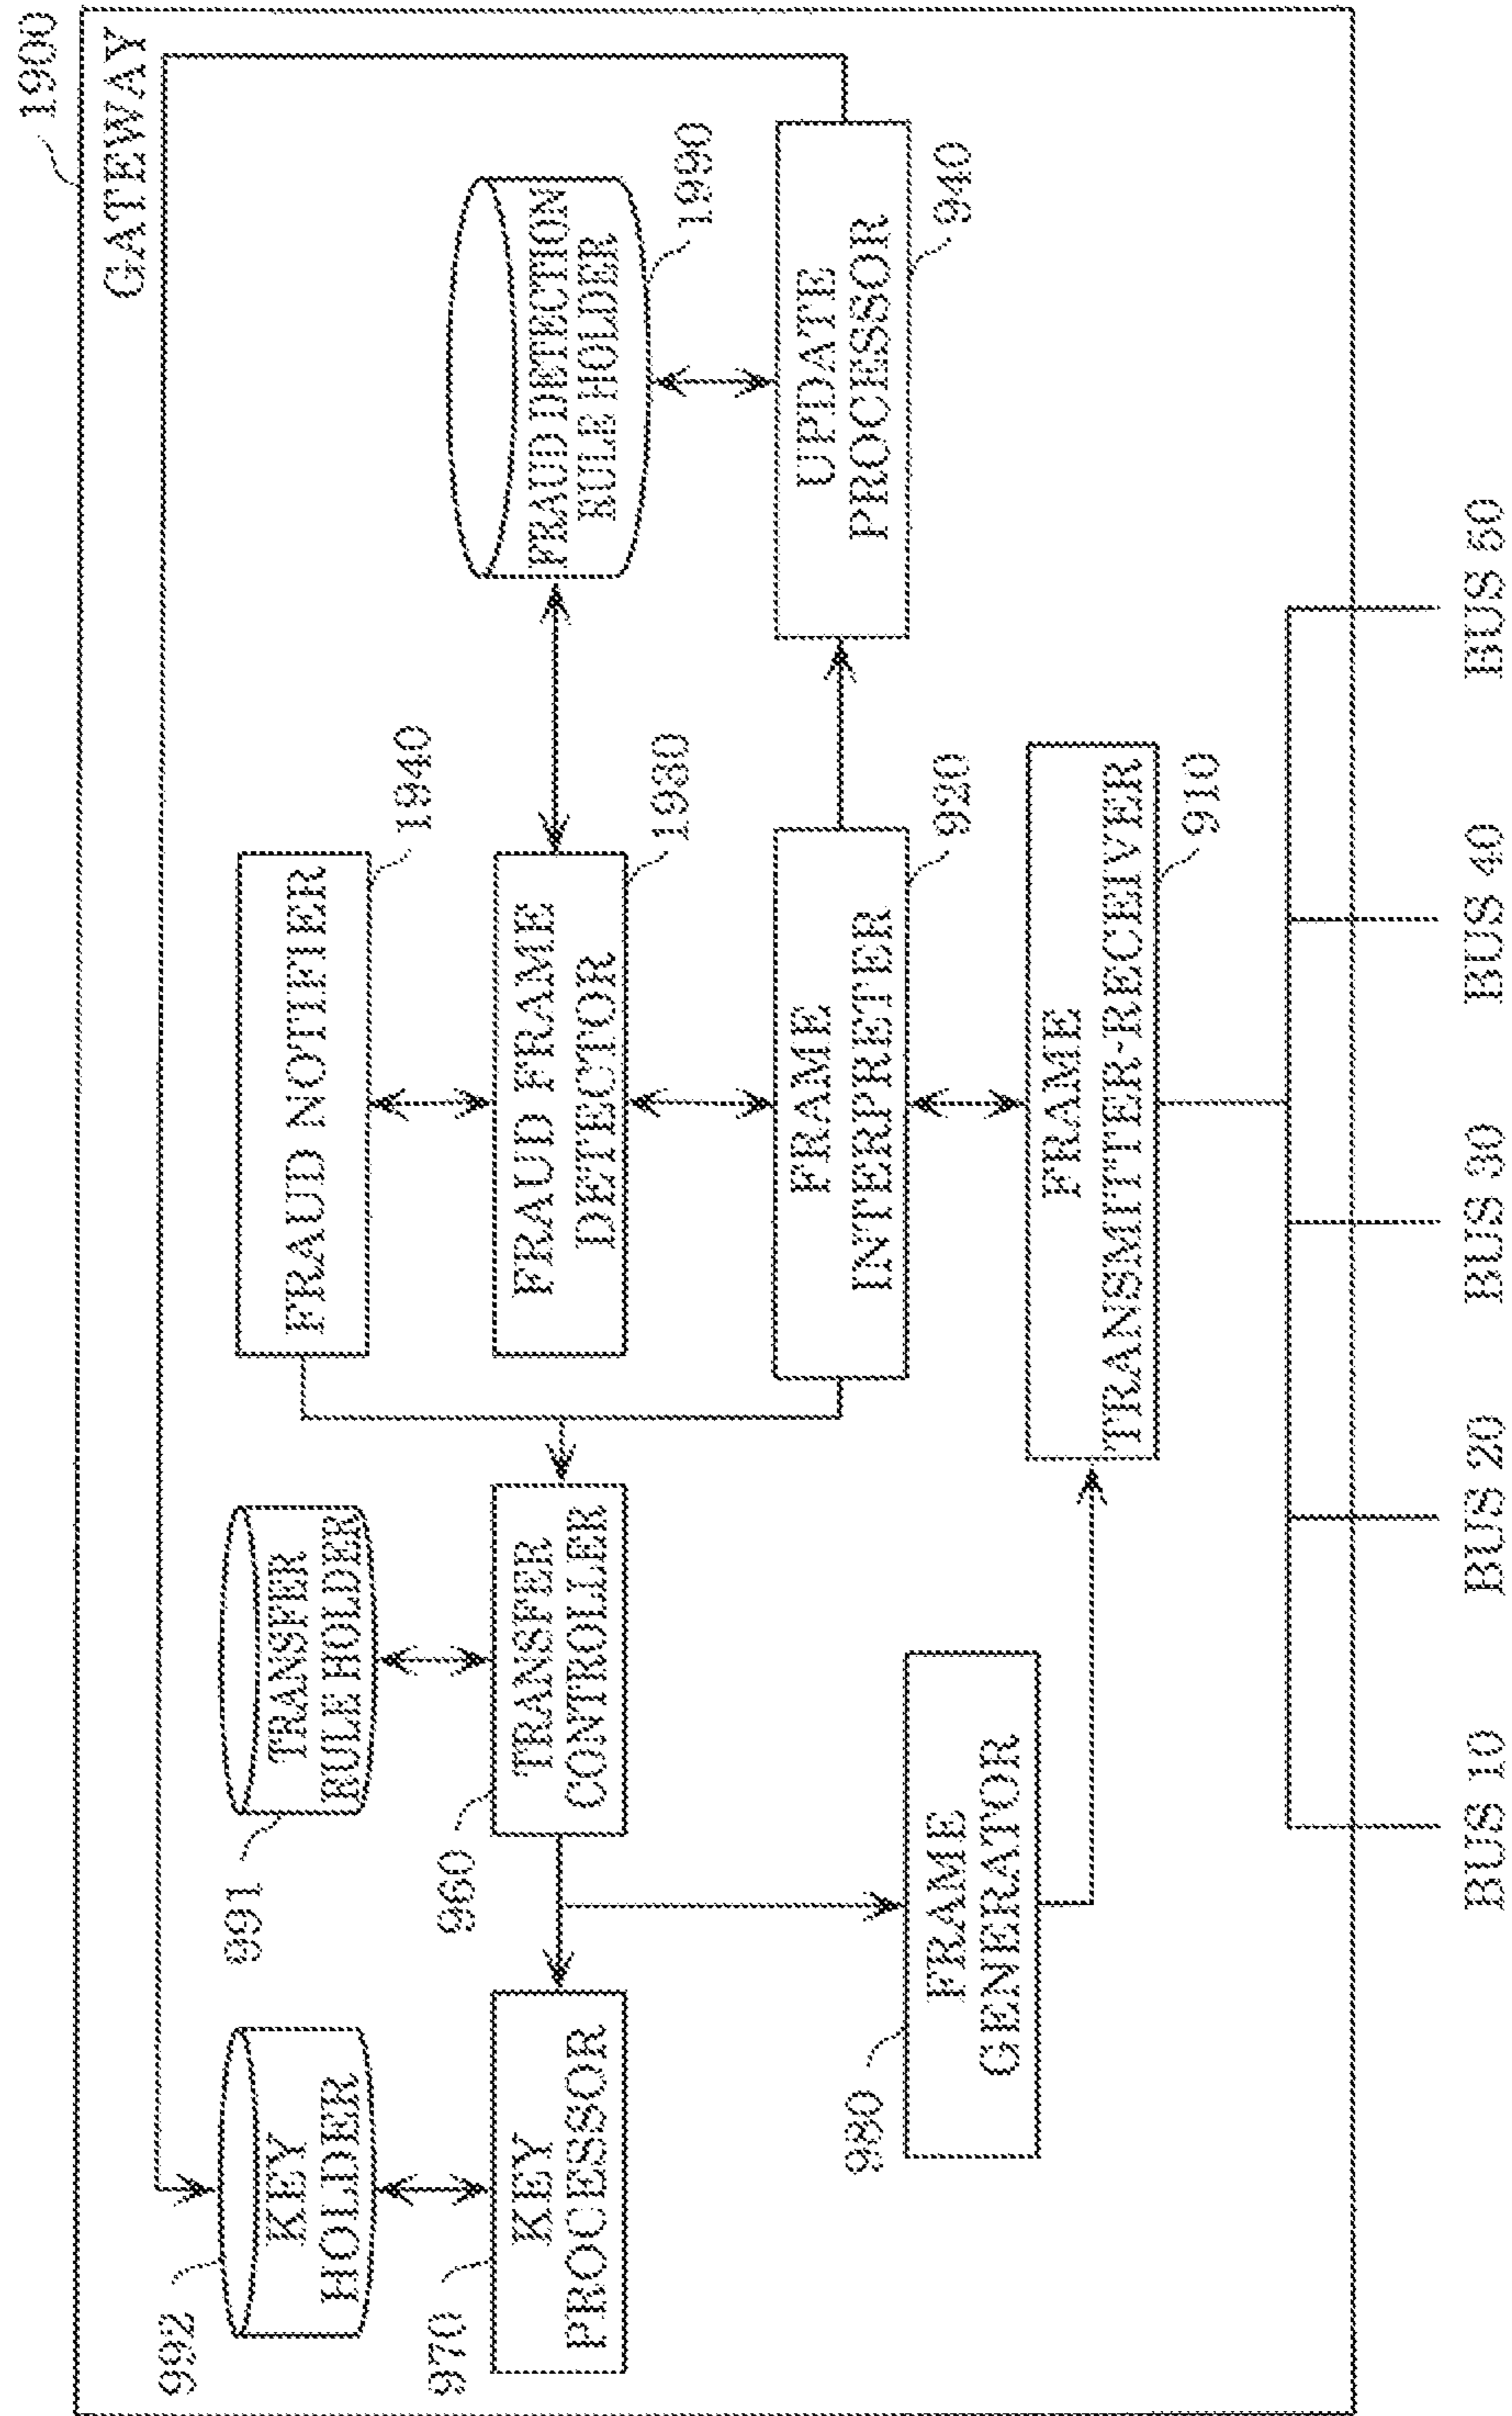 1900
GATEWAY
992
KEY
HOLDER
991
TRANSFER
RULE HOLDER
FRAUD NOTIFIER
1940
FRAUD DETECTION
RULE HOLDER
1990
970
KEY
PROCESSOR
960
TRANSFER
CONTROLLER
FRAUD FRAME
DETECTOR
1930
980
FRAME
GENERATOR
FRAME
INTERPRETER
920
UPDATE
PROCESSOR
940
FRAME
TRANSMITTER-RECEIVER
910
BUS 10
BUS 20
BUS 30
BUS 40
BUS 50